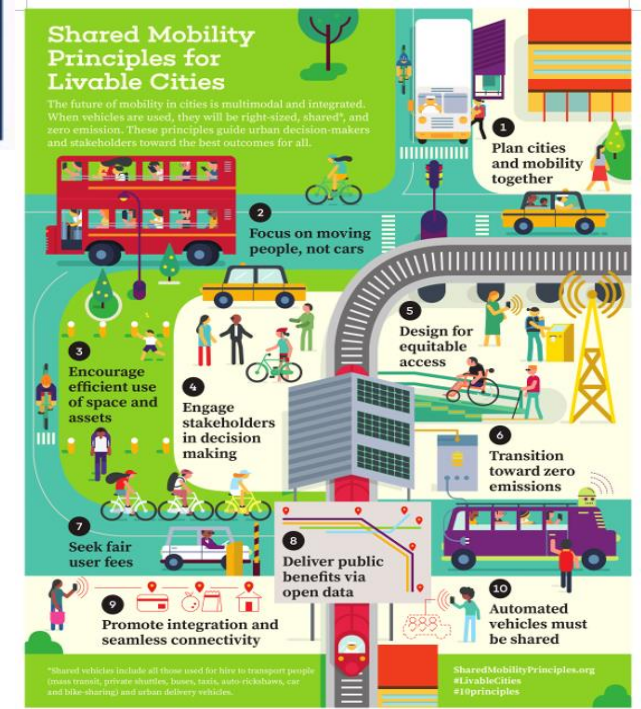 Shared Mobility
Principles for
Livable Cities
The future of mobility in cities is multimodal and integrated.
When vehicles are used, they will be right-sized, shared*, and
zero emission. These principles guide urban decision-makers
and stakeholders toward the best outcomes for all.
1
Plan cities
and mobility
together
2
Focus on moving
people, not cars
3
Encourage
efficient use
of space and
assets
4
Engage
stakeholders
in decision
making
5
Design for
equitable
access
6
Transition
toward zero
emissions
7
Seek fair
user fees
8
Deliver public
benefits via
open data
9
Promote integration and
seamless connectivity
10
Automated
vehicles must
be shared
*Shared vehicles include all those used for hire to transport people
(mass transit, private shuttles, buses, taxis, auto-rickshaws, car
and bike-sharing) and urban delivery vehicles.
SharedMobilityPrinciples.org
#LivableCities
#10principles